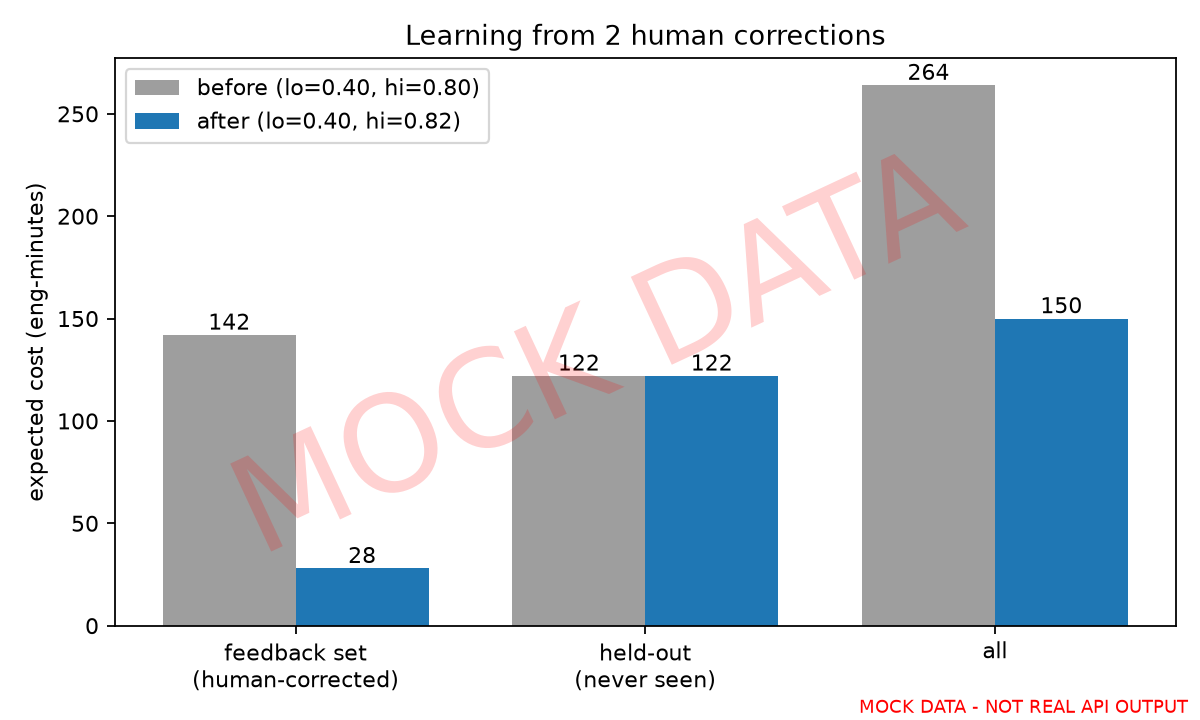 Learning from 2 human corrections
before (lo=0.40, hi=0.80)
after (lo=0.40, hi=0.82)
expected cost (eng-minutes)
250
200
150
100
50
0
142
28
122
122
264
150
MOCK DATA
feedback set
(human-corrected)
held-out
(never seen)
all
MOCK DATA - NOT REAL API OUTPUT